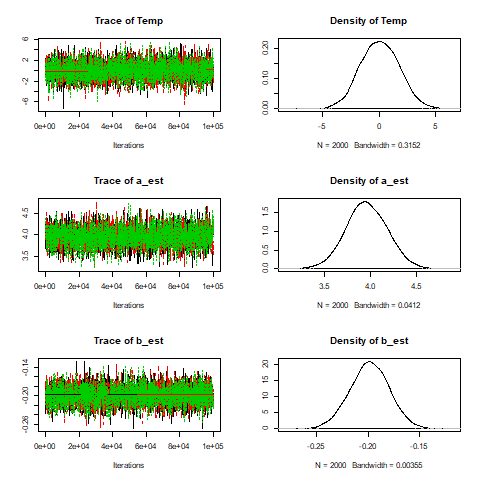 Trace of Temp
6
2
-2
-6
0e+00 2e+04 4e+04 6e+04 8e+04 1e+05
Iterations
Density of Temp
0.20
0.10
0.00
-5 0 5
N = 2000 Bandwidth = 0.3152
Trace of a_est
4.5
4.0
3.5
0e+00 2e+04 4e+04 6e+04 8e+04 1e+05
Iterations
Density of a_est
1.5
1.0
0.5
0.0
3.5 4.0 4.5
N = 2000 Bandwidth = 0.0412
Trace of b_est
-0.14
-0.20
-0.26
0e+00 2e+04 4e+04 6e+04 8e+04 1e+05
Iterations
Density of b_est
20
15
10
5
0
-0.25 -0.20 -0.15
N = 2000 Bandwidth = 0.00355